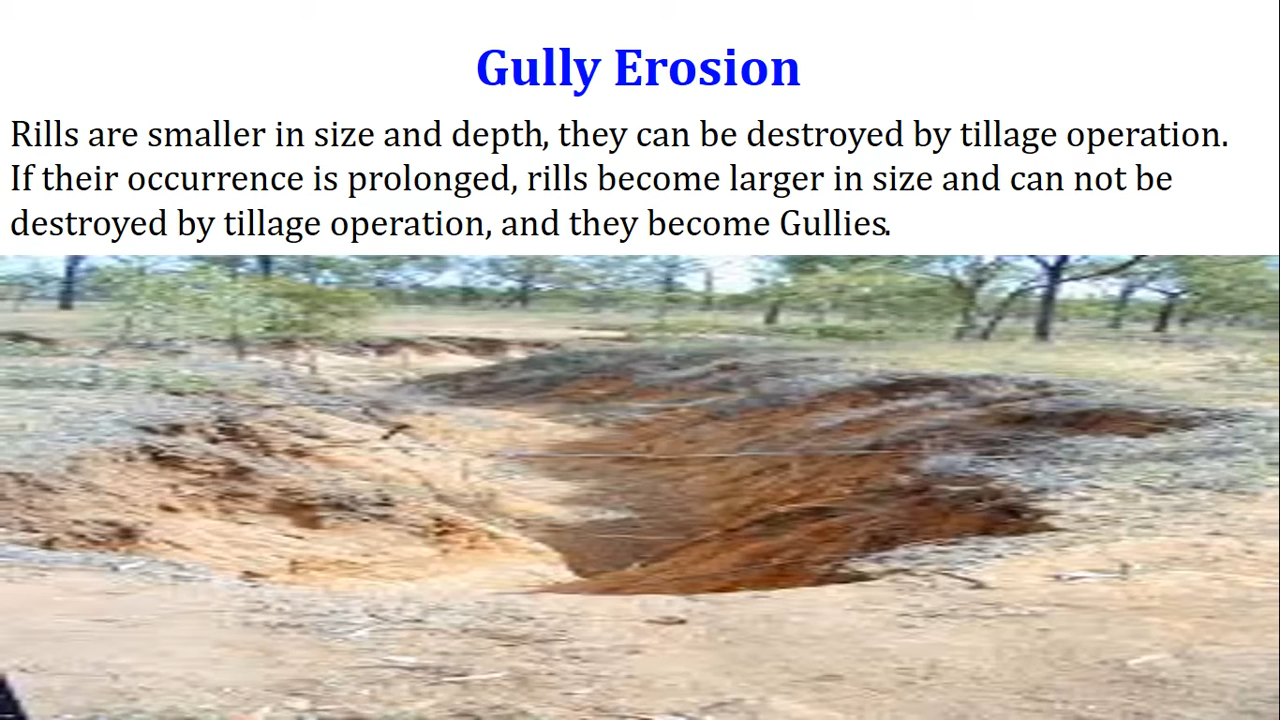 Gully Erosion
Rills are smaller in size and depth, they can be destroyed by tillage operation.
If their occurrence is prolonged, rills become larger in size and can not be
destroyed by tillage operation, and they become Gullies.